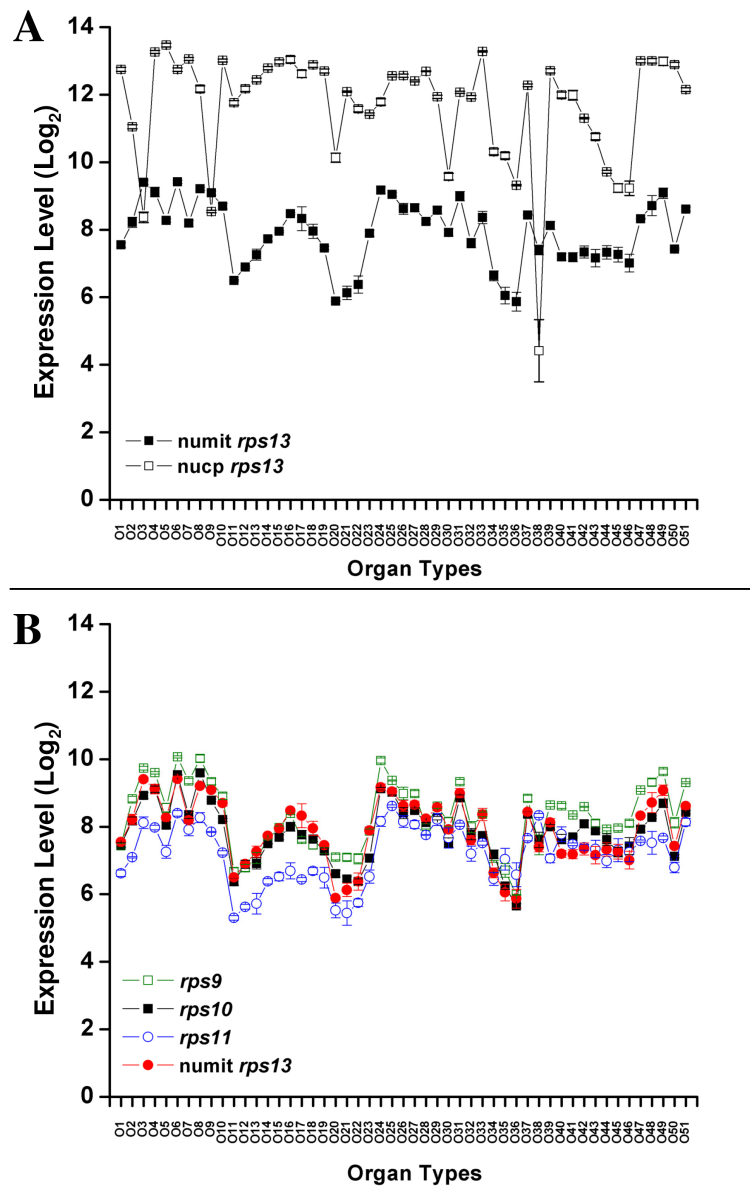 A
14
12
10
8
6
4
2
0
Expression Level (Log2)
numit rps13
nucp rps13
O1 O2 O3 O4 O5 O6 O7 O8 O9 O10 O11 O12 O13 O14 O15 O16 O17 O18 O19 O20 O21 O22 O23 O24 O25 O26 O27 O28 O29 O30 O31 O32 O33 O34 O35 O36 O37 O38 O39 O40 O41 O42 O43 O44 O45 O46 O47 O48 O49 O50 O51
Organ Types
B
14
12
10
8
6
4
2
0
Expression Level (Log2)
rps9
rps10
rps11
numit rps13
O1 O2 O3 O4 O5 O6 O7 O8 O9 O10 O11 O12 O13 O14 O15 O16 O17 O18 O19 O20 O21 O22 O23 O24 O25 O26 O27 O28 O29 O30 O31 O32 O33 O34 O35 O36 O37 O38 O39 O40 O41 O42 O43 O44 O45 O46 O47 O48 O49 O50 O51
Organ Types